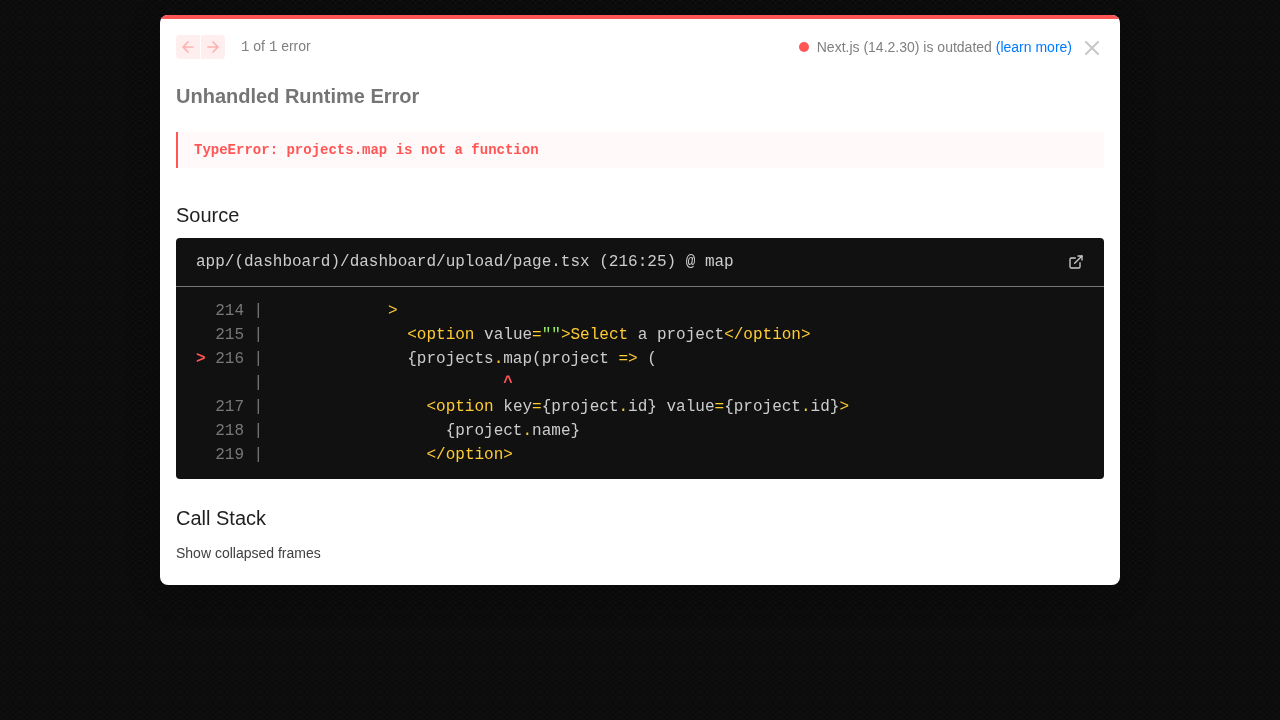 1 of 1 error
Next.js (14.2.30) is outdated (learn more)
Unhandled Runtime Error
TypeError: projects.map is not a function
Source
app/(dashboard)/dashboard/upload/page.tsx (216:25) @ map
214 | >
215 | <option value="">Select a project</option>
> 216 | {projects.map(project => (
| ^
217 | <option key={project.id} value={project.id}>
218 | {project.name}
219 | </option>
Call Stack
Show collapsed frames